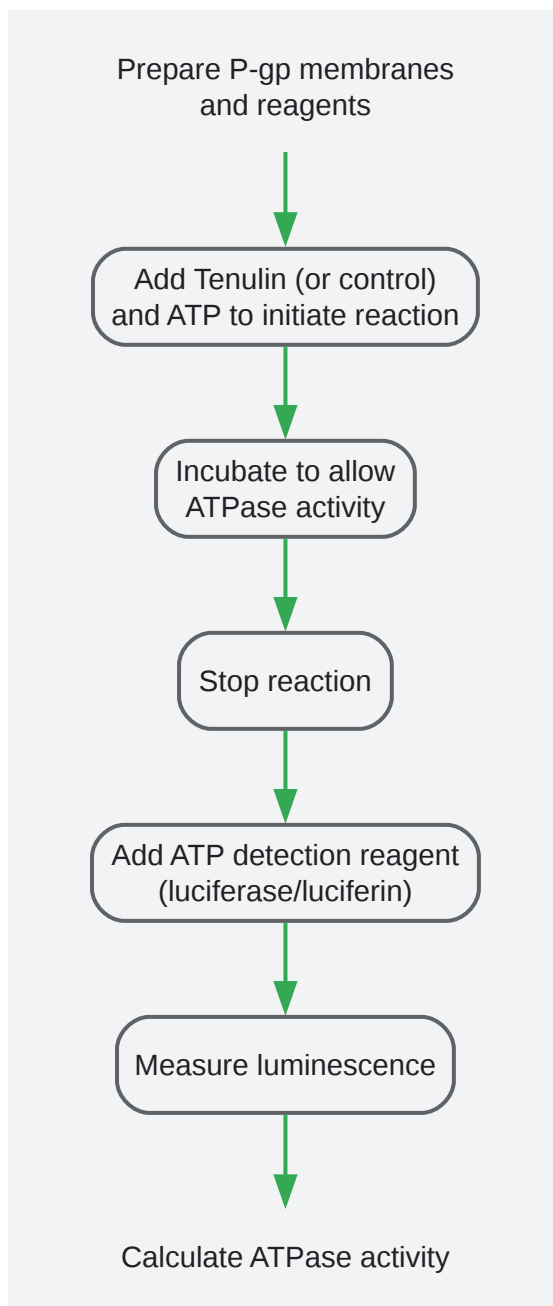 Prepare P-gp membranes
and reagents
Add Tenulin (or control)
and ATP to initiate reaction
Incubate to allow
ATPase activity
Stop reaction
Add ATP detection reagent
(luciferase/luciferin)
Measure luminescence
Calculate ATPase activity